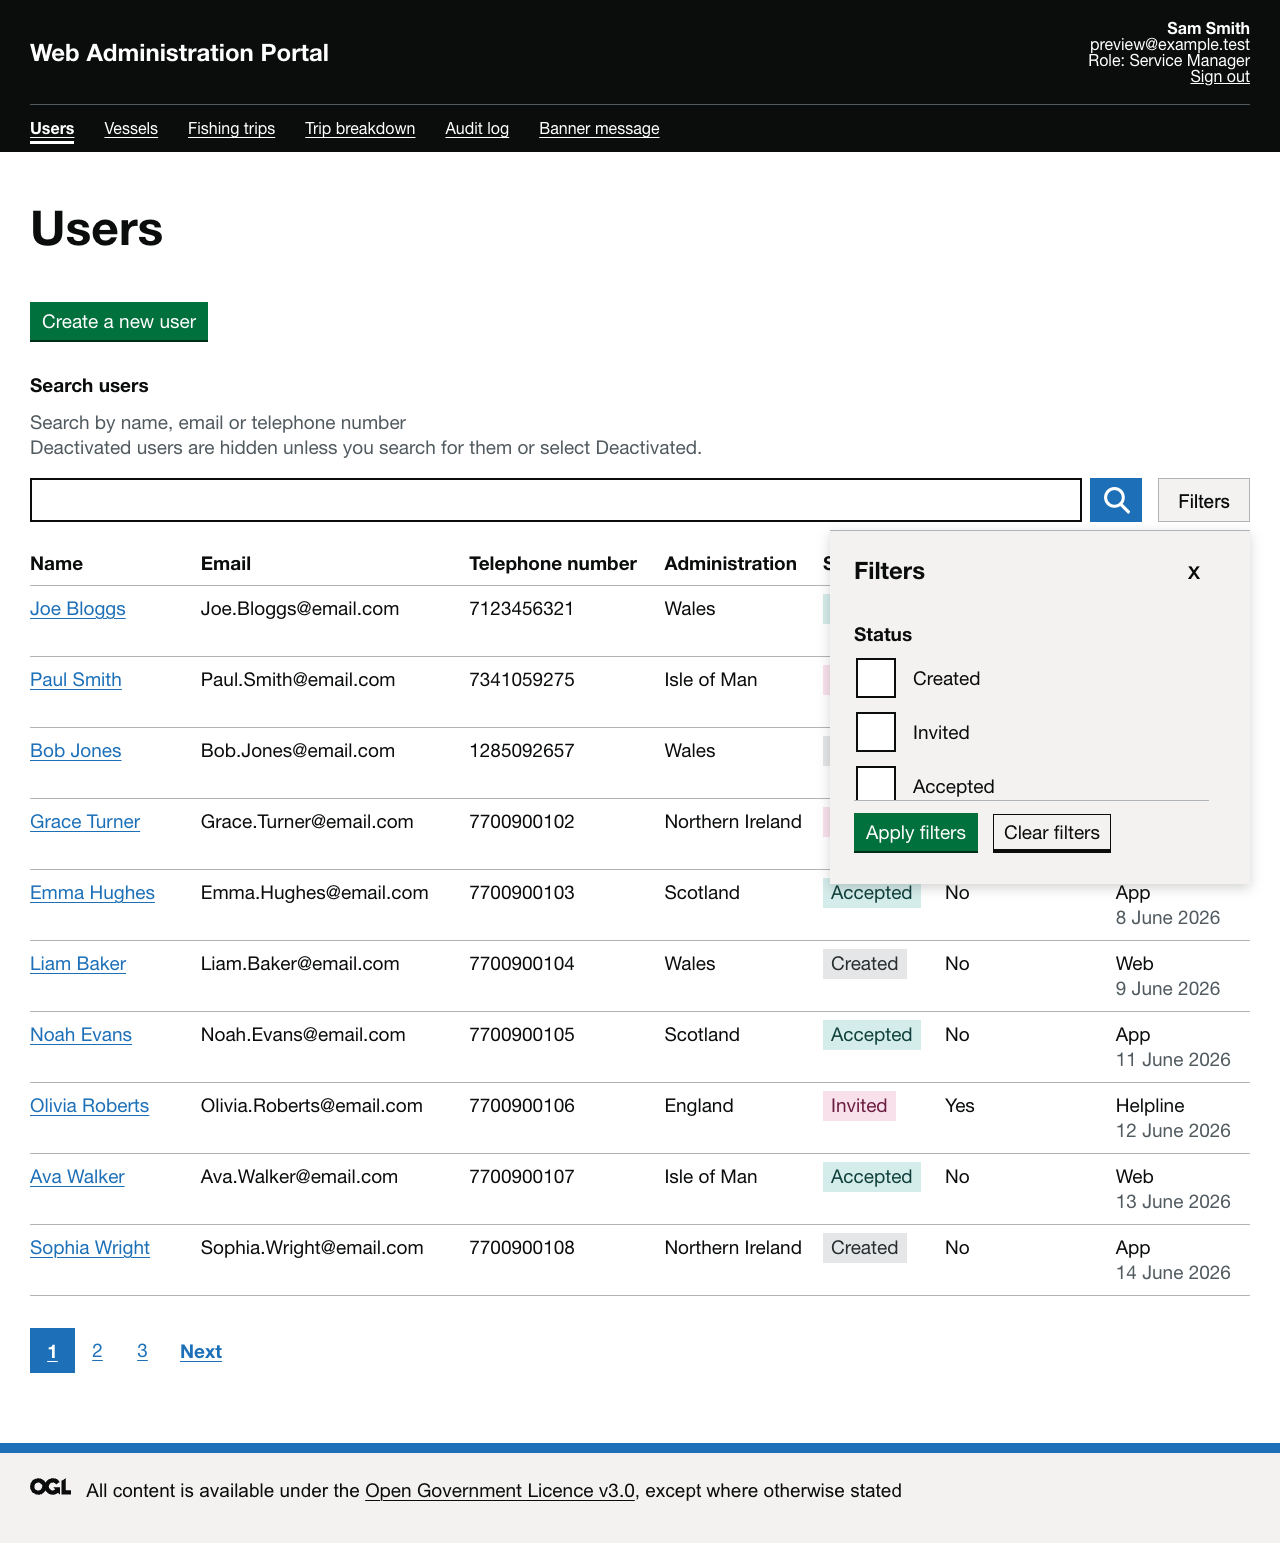 Web Administration Portal
Sam Smith
preview@example.test
Role: Service Manager
Sign out
Users Vessels Fishing trips Trip breakdown Audit log Banner message
Users
Create a new user
Search users
Search by name, email or telephone number
Deactivated users are hidden unless you search for them or select Deactivated.
Filters
Name Email Telephone number Administration
Joe Bloggs Joe.Bloggs@email.com 7123456321 Wales
Paul Smith Paul.Smith@email.com 7341059275 Isle of Man
Bob Jones Bob.Jones@email.com 1285092657 Wales
Grace Turner Grace.Turner@email.com 7700900102 Northern Ireland
Filters x
Status
Created
Invited
Accepted
Apply filters Clear filters
Emma Hughes Emma.Hughes@email.com 7700900103 Scotland Accepted No App
8 June 2026
Liam Baker Liam.Baker@email.com 7700900104 Wales Created No Web
9 June 2026
Noah Evans Noah.Evans@email.com 7700900105 Scotland Accepted No App
11 June 2026
Olivia Roberts Olivia.Roberts@email.com 7700900106 England Invited Yes Helpline
12 June 2026
Ava Walker Ava.Walker@email.com 7700900107 Isle of Man Accepted No Web
13 June 2026
Sophia Wright Sophia.Wright@email.com 7700900108 Northern Ireland Created No App
14 June 2026
1 2 3 Next
OGL All content is available under the Open Government Licence v3.0, except where otherwise stated